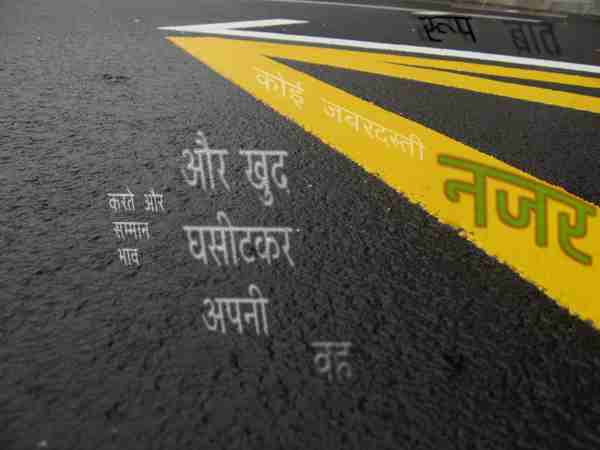 रूप बात
कोई जबरदस्ती
नजर
और खुद
घसीटकर
अपनी
करते और
सम्मान
भाव
वह